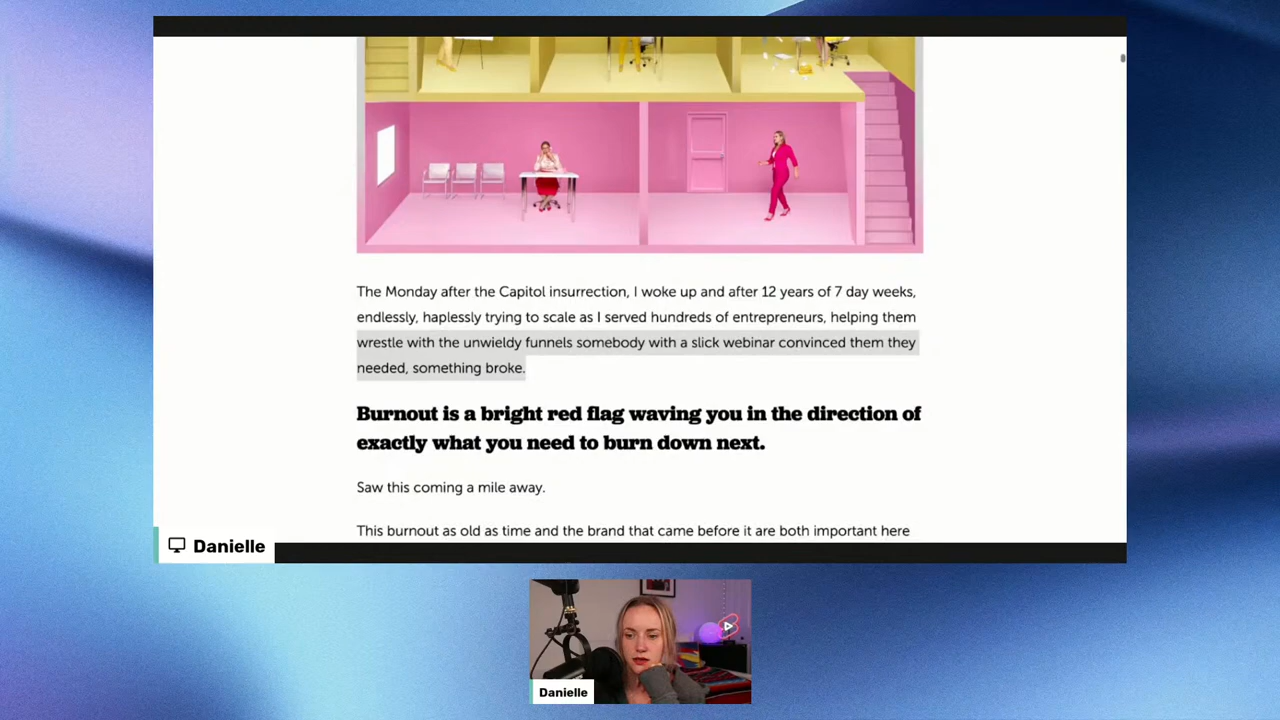 The Monday after the Capitol insurrection, I woke up and after 12 years of 7 day weeks,
endlessly, haplessly trying to scale as I served hundreds of entrepreneurs, helping them
wrestle with the unwieldy funnels somebody with a slick webinar convinced them they
needed, something broke.
Burnout is a bright red flag waving you in the direction of
exactly what you need to burn down next.
Saw this coming a mile away.
This burnout as old as time and the brand that came before it are both important here
Danielle
Danielle